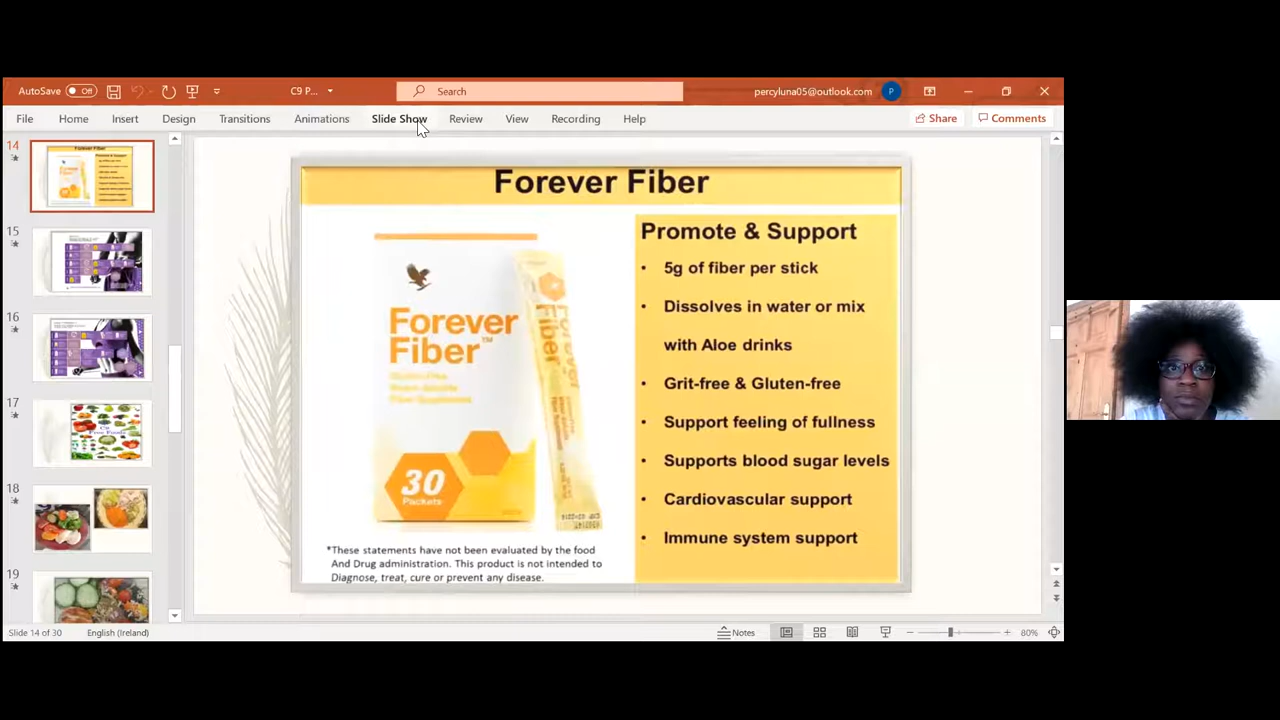 AutoSave Off
C9 P...
Search
percyluna05@outlook.com
P
File Home Insert Design Transitions Animations Slide Show Review View Recording Help
Share
Comments
14
15
16
17
18
19
Forever Fiber
Forever
Fiber™
30
Packets
Forever
Fiber
*These statements have not been evaluated by the food
And Drug administration. This product is not intended to
Diagnose, treat, cure or prevent any disease.
Promote & Support
• 5g of fiber per stick
• Dissolves in water or mix
with Aloe drinks
• Grit-free & Gluten-free
• Support feeling of fullness
• Supports blood sugar levels
• Cardiovascular support
• Immune system support
Slide 14 of 30
English (Ireland)
Notes
80%